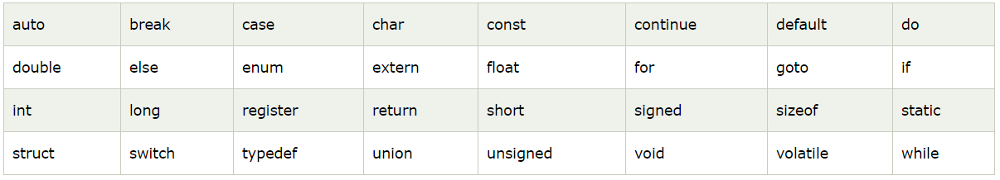 auto break case char const continue default do
double else enum extern float for goto if
int long register return short signed sizeof static
struct switch typedef union unsigned void volatile while